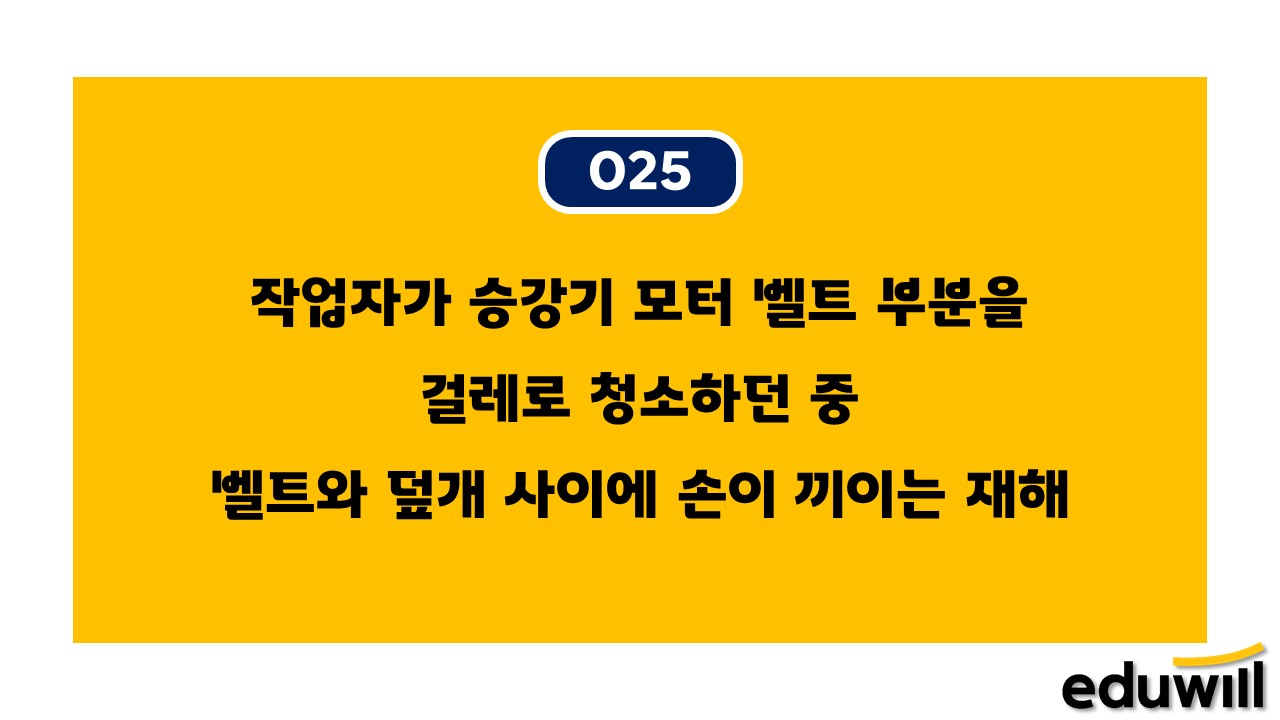 025
작업자가 승강기 모터 벨트 부분을
걸레로 청소하던 중
벨트와 덮개 사이에 손이 끼이는 재해
eduwill